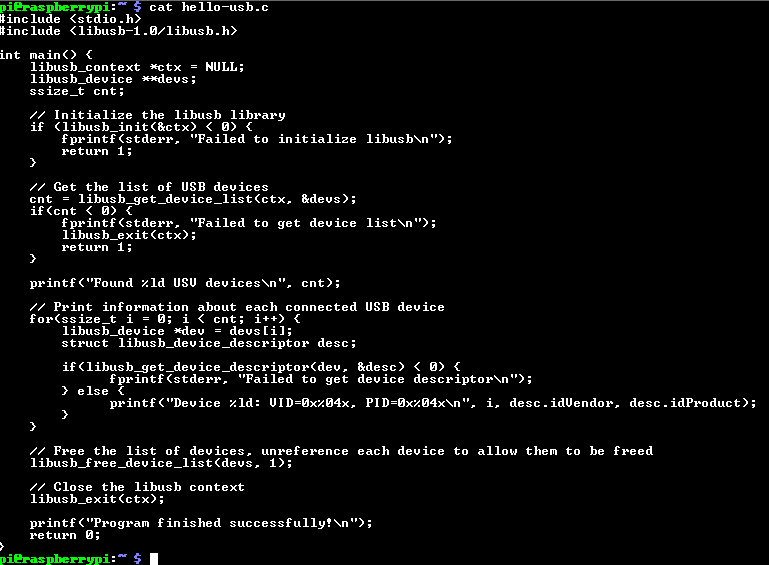 pi@raspberrypi:~ $ cat hello-usb.c
#include <stdio.h>
#include <libusb-1.0/libusb.h>

int main() {
    libusb_context *ctx = NULL;
    libusb_device **devs;
    ssize_t cnt;

    // Initialize the libusb library
    if (libusb_init(&ctx) < 0) {
        fprintf(stderr, "Failed to initialize libusb\n");
        return 1;
    }

    // Get the list of USB devices
    cnt = libusb_get_device_list(ctx, &devs);
    if(cnt < 0) {
        fprintf(stderr, "Failed to get device list\n");
        libusb_exit(ctx);
        return 1;
    }

    printf("Found %ld USV devices\n", cnt);

    // Print information about each connected USB device
    for(ssize_t i = 0; i < cnt; i++) {
        libusb_device *dev = devs[i];
        struct libusb_device_descriptor desc;

        if(libusb_get_device_descriptor(dev, &desc) < 0) {
              fprintf(stderr, "Failed to get device descriptor\n");
        } else {
              printf("Device %ld: VID=0x%04x, PID=0x%04x\n", i, desc.idVendor, desc.idProduct);
        }
    }

    // Free the list of devices, unreference each device to allow them to be freed
    libusb_free_device_list(devs, 1);

    // Close the libusb context
    libusb_exit(ctx);

    printf("Program finished successfully!\n");
    return 0;
}
pi@raspberrypi:~ $